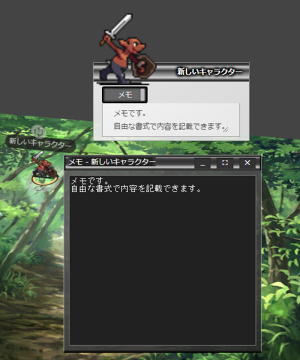 新しいキャラクター
メモ
メモです。
自由な書式で内容を記載できます。
新しいキャラクター
メモ - 新しいキャラクター
メモです。
自由な書式で内容を記載できます。